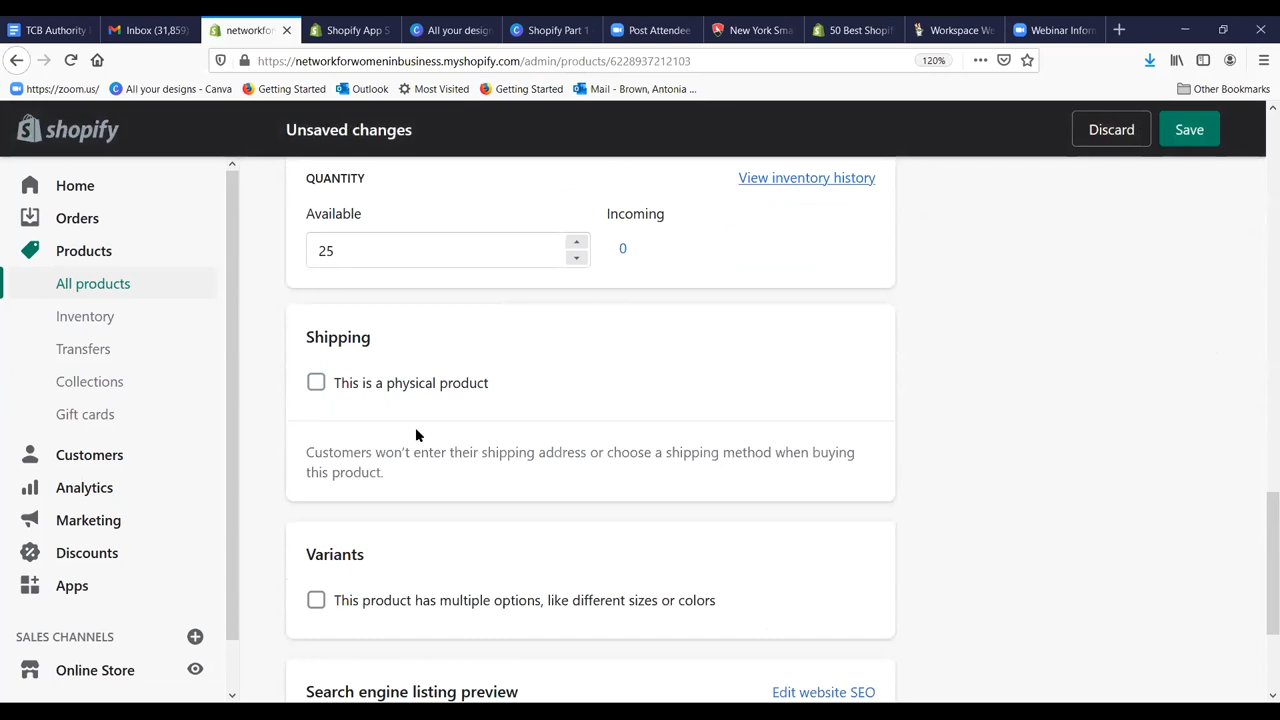 TCB Authority
Inbox (31,859)
networkfor
Shopify App S
All your desig
Shopify Part 1
Post Attendee
New York Sma
50 Best Shopif
Workspace We
Webinar Inform
https://networkforwomeninbusiness.myshopify.com/admin/products/6228937212103
120%
https://zoom.us/
All your designs - Canva
Getting Started
Outlook
Most Visited
Getting Started
Mail - Brown, Antonia ...
Other Bookmarks
shopify
Unsaved changes
Discard
Save
Home
Orders
Products
All products
Inventory
Transfers
Collections
Gift cards
Customers
Analytics
Marketing
Discounts
Apps
SALES CHANNELS
Online Store
QUANTITY
View inventory history
Available
Incoming
25
0
Shipping
This is a physical product
Customers won't enter their shipping address or choose a shipping method when buying
this product.
Variants
This product has multiple options, like different sizes or colors
Search engine listing preview
Edit website SEO